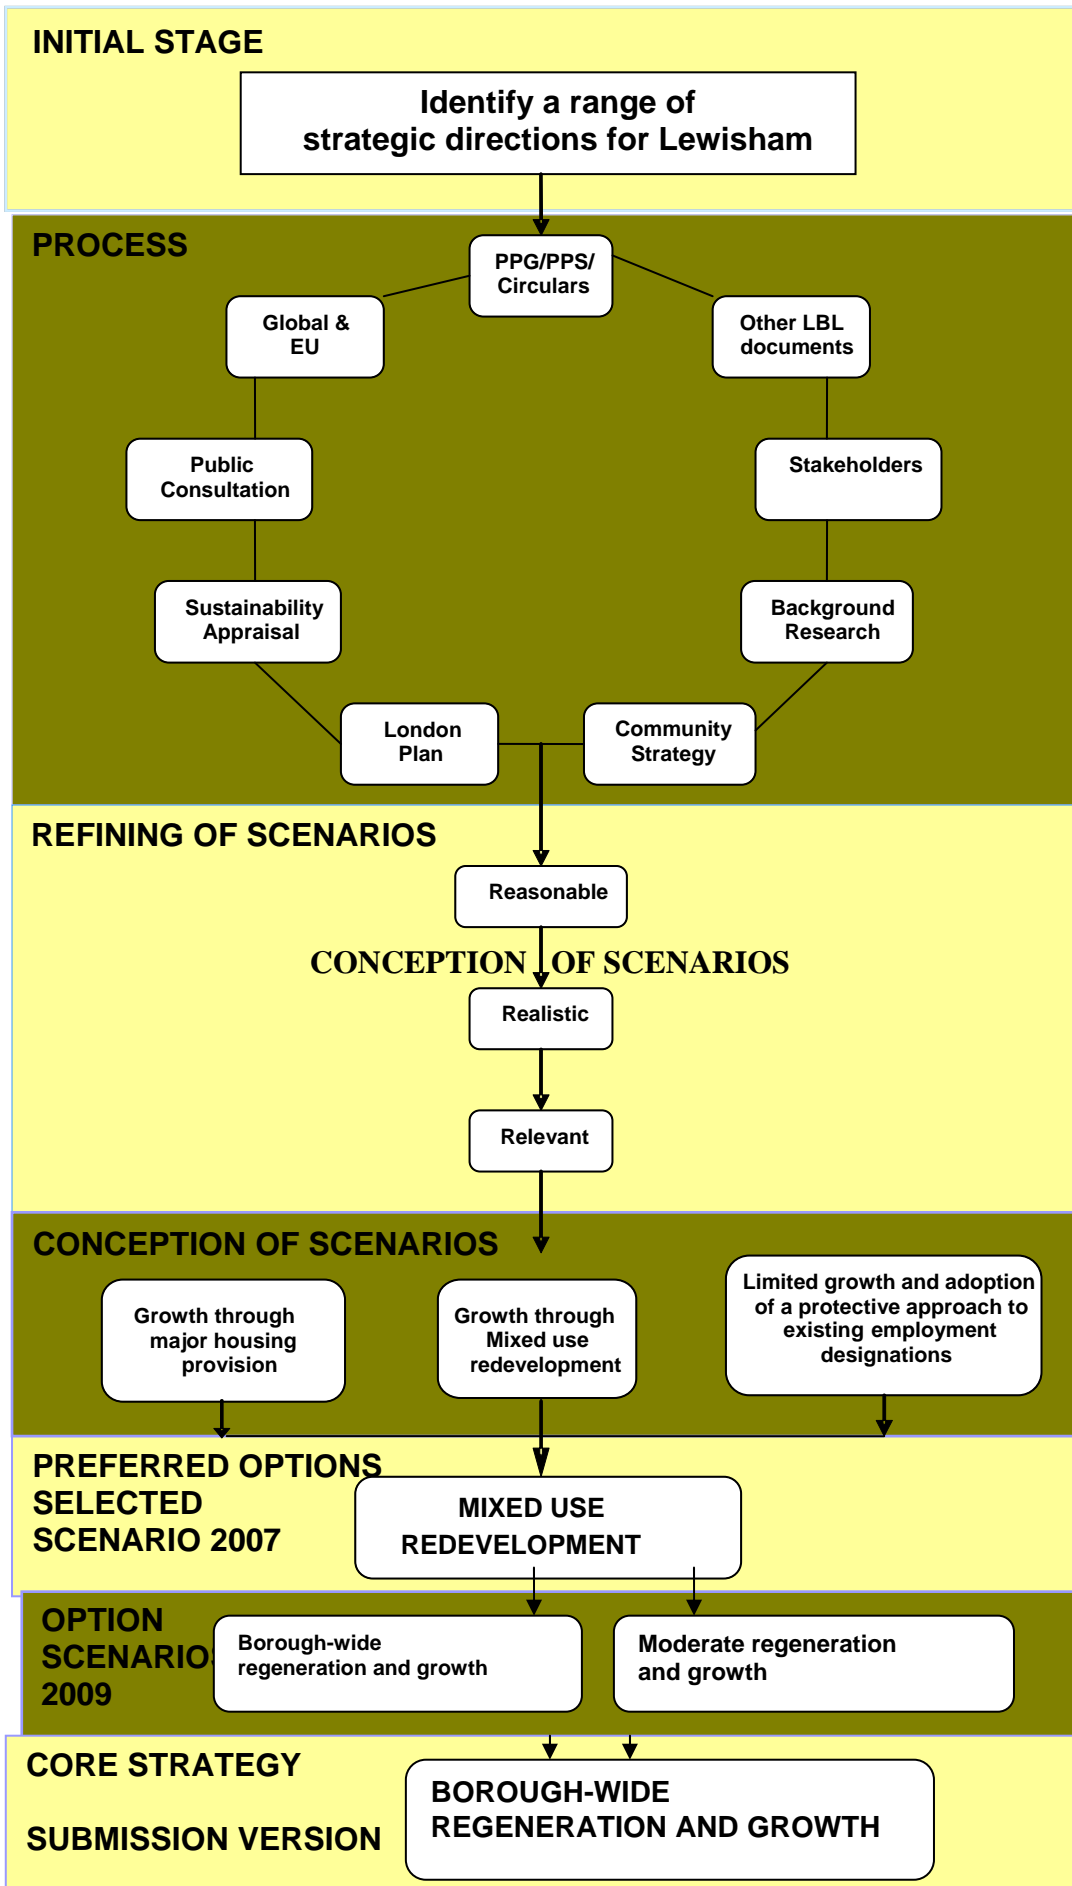 INITIAL STAGE
Identify a range of
strategic directions for Lewisham
PROCESS
PPG/PPS/
Circulars
Global &
EU
Other LBL
documents
Public
Consultation
Stakeholders
Sustainability
Appraisal
Background
Research
London
Plan
Community
Strategy
REFINING OF SCENARIOS
Reasonable
CONCEPTION OF SCENARIOS
Realistic
Relevant
CONCEPTION OF SCENARIOS
Growth through
major housing
provision
Growth through
Mixed use
redevelopment
Limited growth and adoption
of a protective approach to
existing employment
designations
PREFERRED OPTIONS
SELECTED
SCENARIO 2007
MIXED USE
REDEVELOPMENT
OPTION
SCENARIOS
2009
Borough-wide
regeneration and growth
Moderate regeneration
and growth
CORE STRATEGY
SUBMISSION VERSION
BOROUGH-WIDE
REGENERATION AND GROWTH